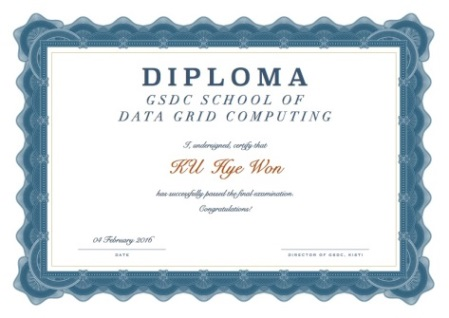 DIPLOMA
GSDC SCHOOL OF
DATA GRID COMPUTING
I, undersigned, certify that
KU Hye Won
has successfully passed the final examination.
Congratulations!
04 February 2016
DATE
DIRECTOR OF GSDC, KISTI